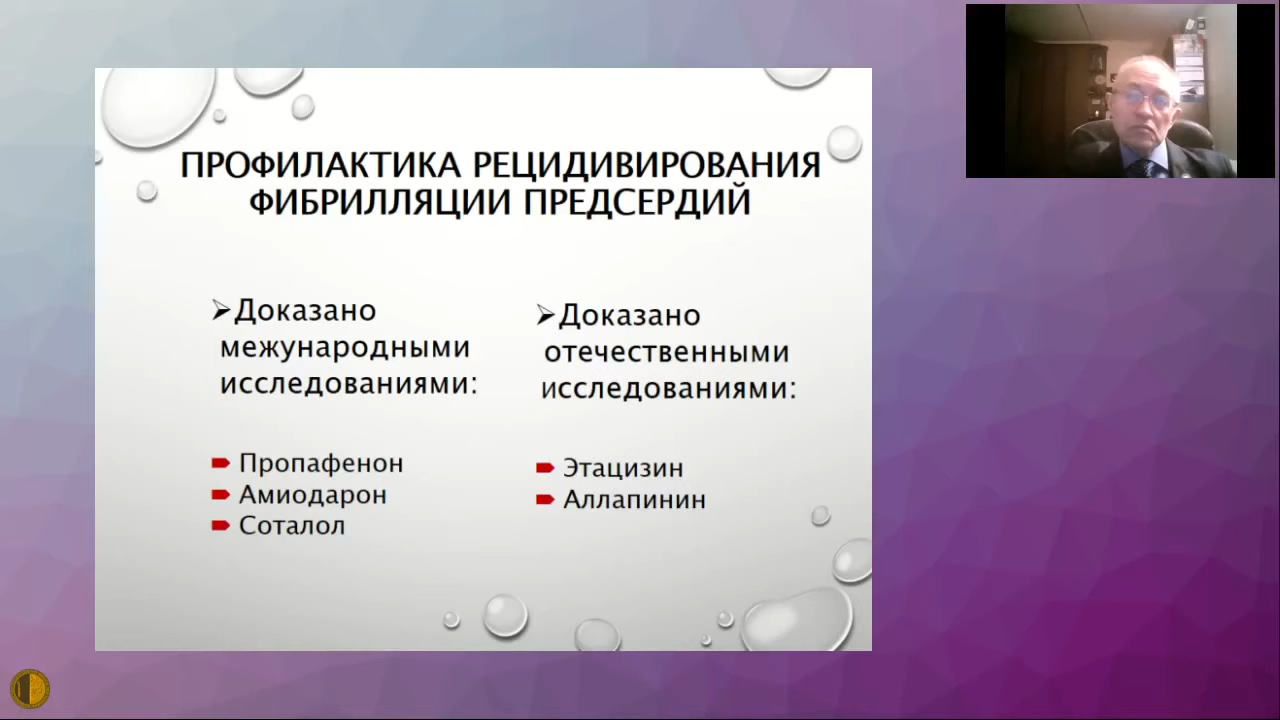 ПРОФИЛАКТИКА РЕЦИДИВИРОВАНИЯ
ФИБРИЛЛЯЦИИ ПРЕДСЕРДИЙ
Доказано
межународными
исследованиями:
Пропафенон
Амиодарон
Соталол
Доказано
отечественными
исследованиями:
Этацизин
Аллапинин